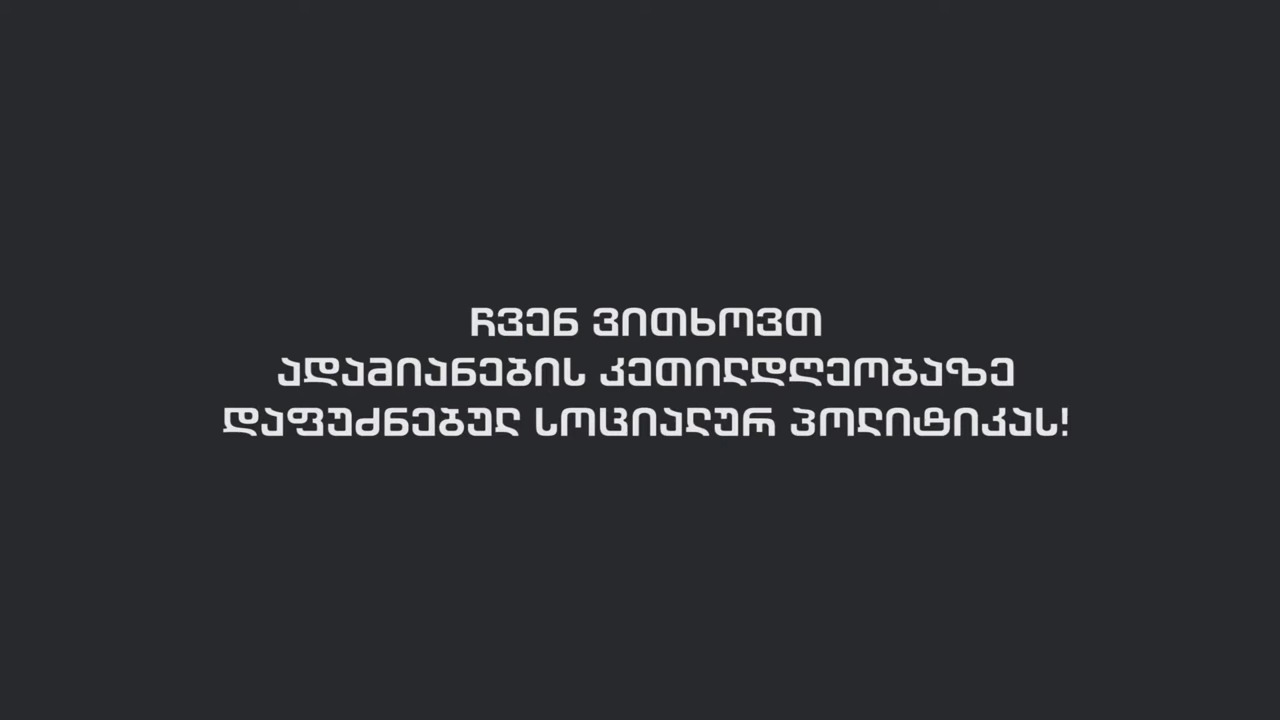 ჩვენ ვითხოვთ
ადამიანების კეთილდღეობაზე
დაფუძნებულ სოციალურ პოლიტიკას!